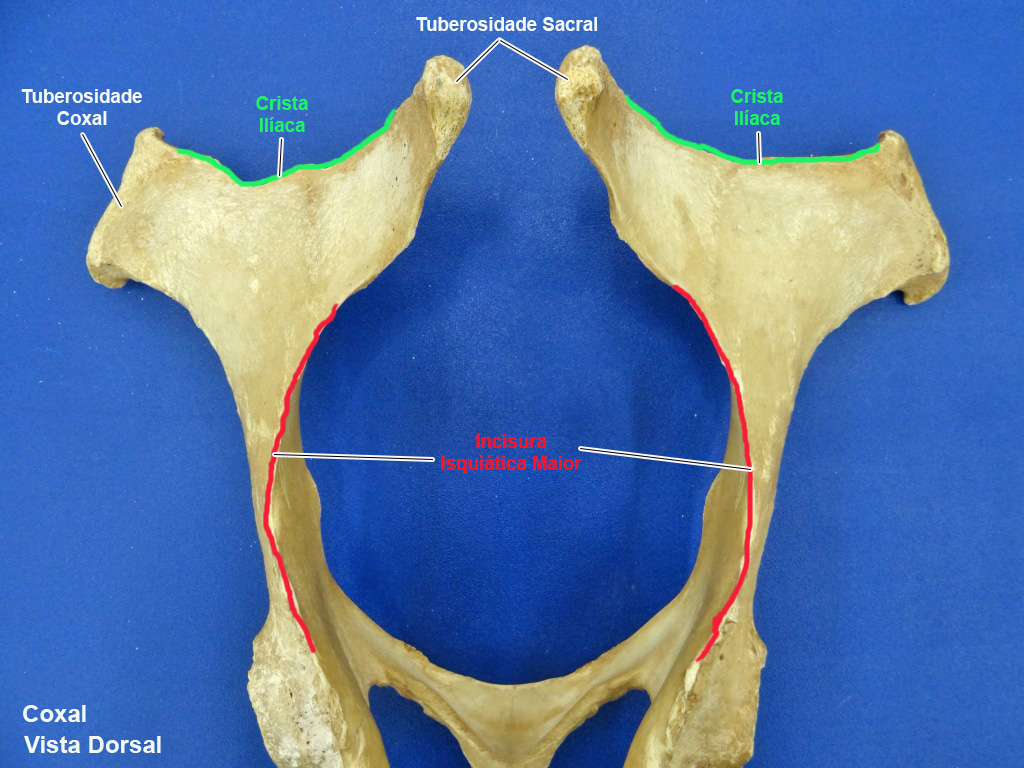 Tuberosidade Sacral
Tuberosidade
Coxal
Crista
Ilíaca
Crista
Ilíaca
Incisura
Isquiática Maior
Coxal
Vista Dorsal